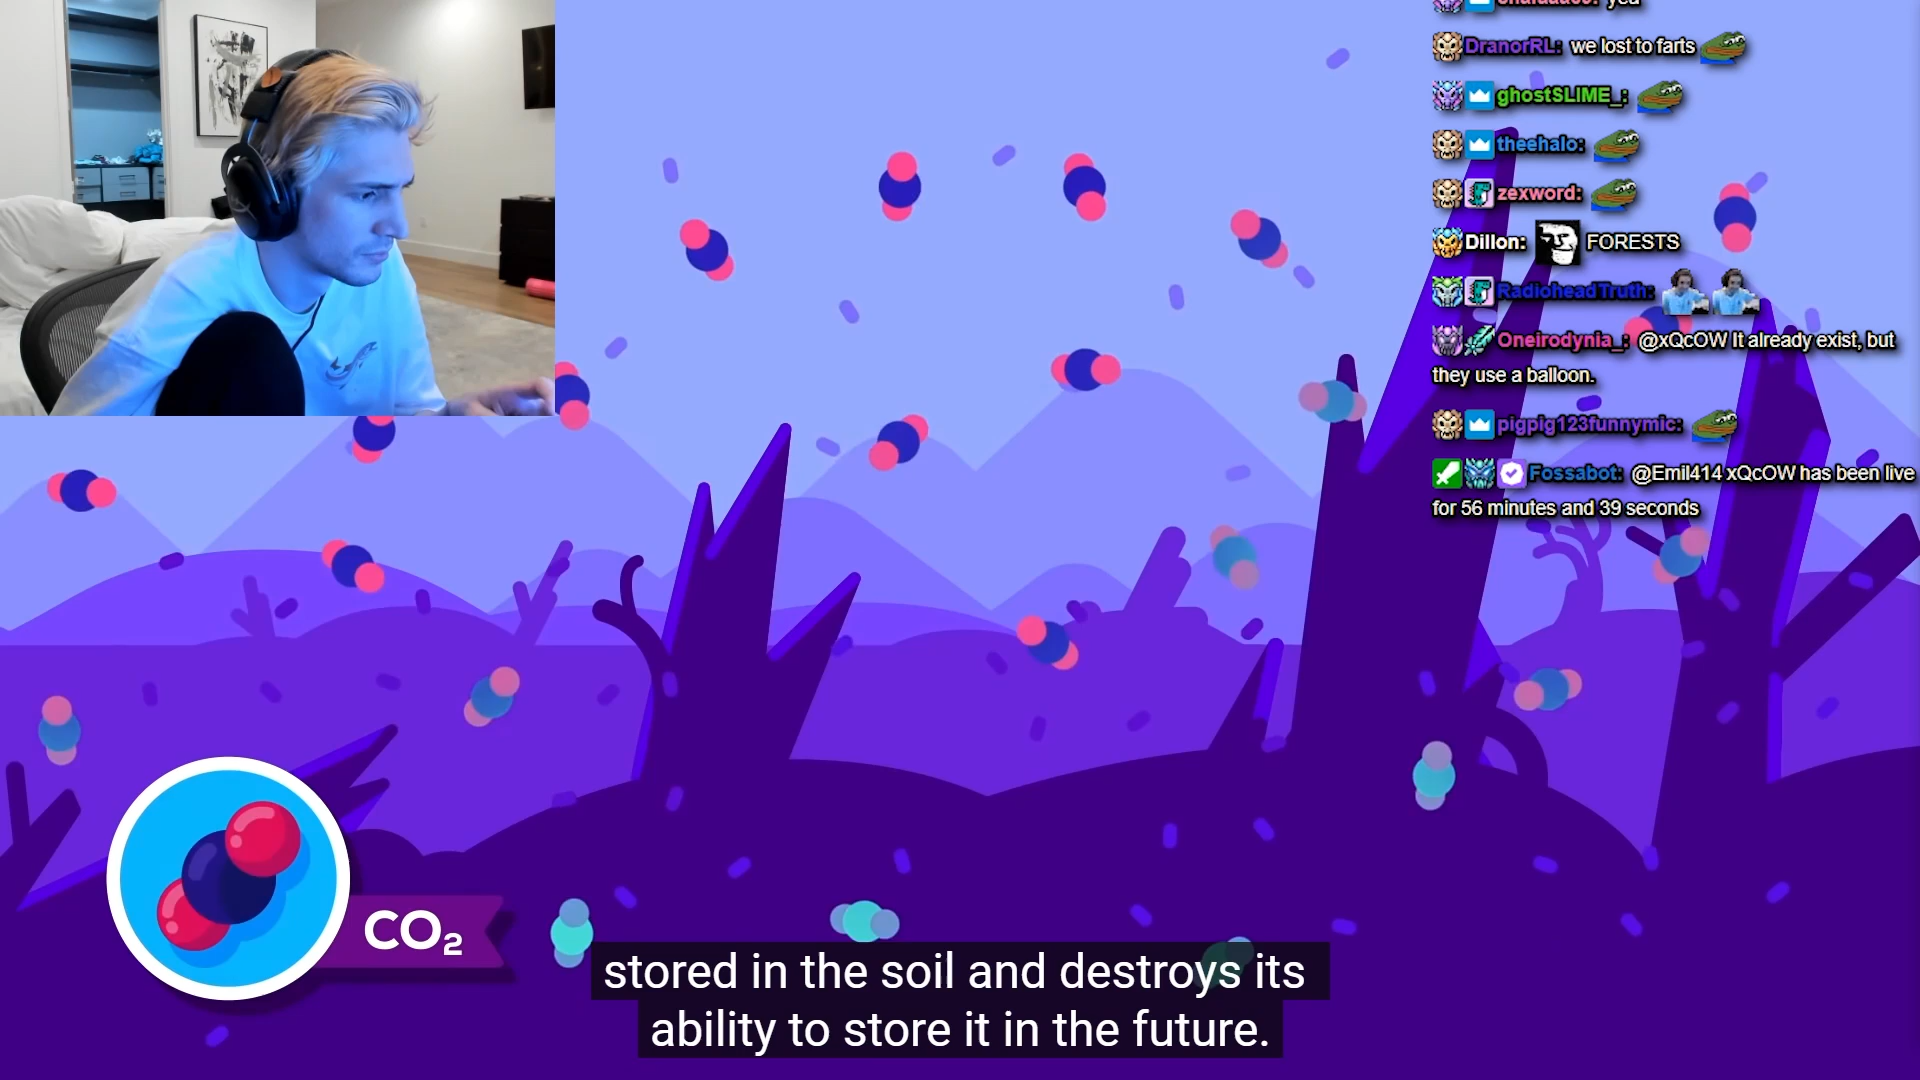 yea
DranorRL: we lost to farts
ghostSLIME_:
theehalo:
zexword:
Dillon: FORESTS
RadioheadTruth:
Oneirodynia_: @xQcOW It already exist, but
they use a balloon.
pigpig123funnymic:
Fossabot: @Emil414 xQcOW has been live
for 56 minutes and 39 seconds
CO₂
stored in the soil and destroys its
ability to store it in the future.